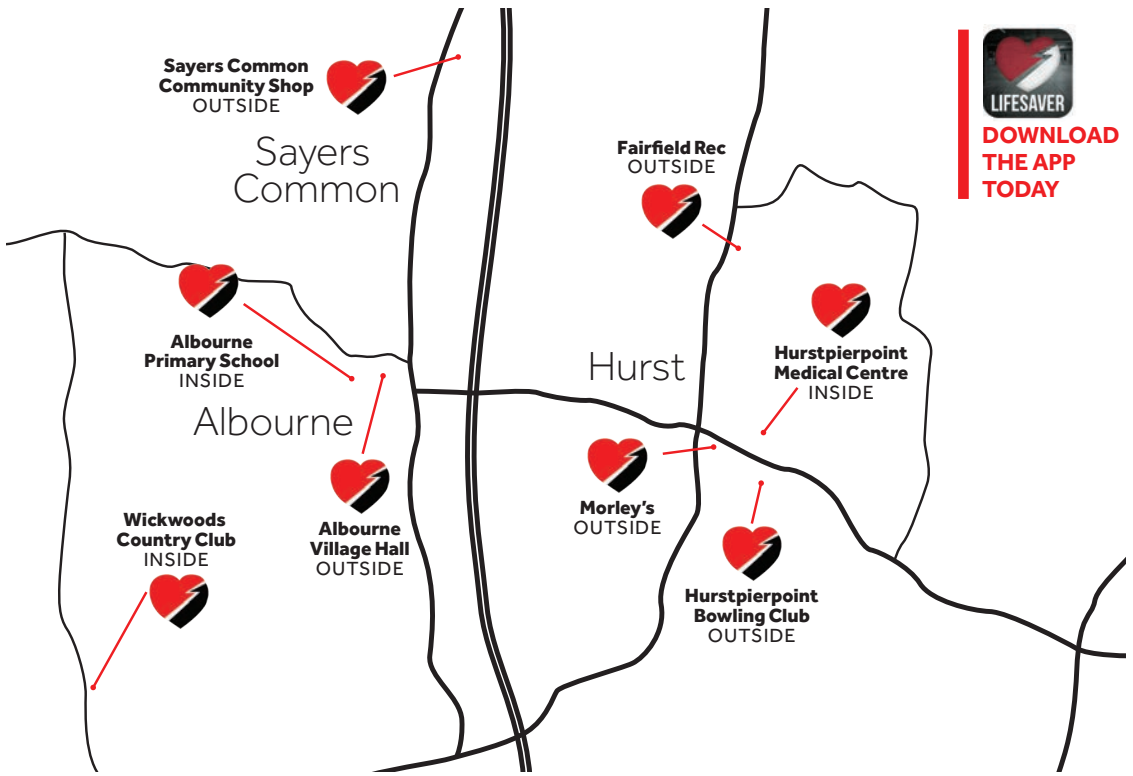 Sayers Common
Community Shop
OUTSIDE
Sayers
Common
Fairfield Rec
OUTSIDE
LIFESAVER
DOWNLOAD
THE APP
TODAY
Albourne
Primary School
INSIDE
Albourne
Hurst
Hurstpierpoint
Medical Centre
INSIDE
Wickwoods
Country Club
INSIDE
Albourne
Village Hall
OUTSIDE
Morley's
OUTSIDE
Hurstpierpoint
Bowling Club
OUTSIDE